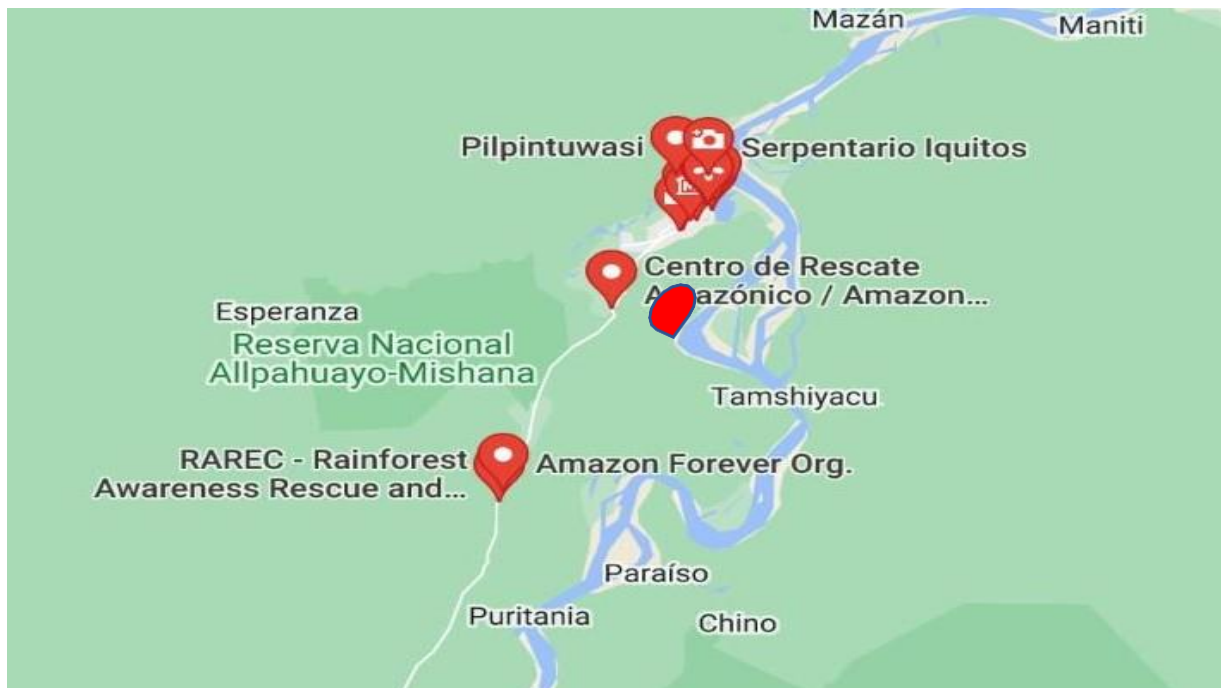 Mazán
Maniti
Pilpintuwasi
Serpentario Iquitos
Centro de Rescate
Amazónico / Amazon...
Esperanza
Reserva Nacional
Allpahuayo-Mishana
Tamshiyacu
RAREC - Rainforest
Awareness Rescue and...
Amazon Forever Org.
Paraíso
Puritania
Chino